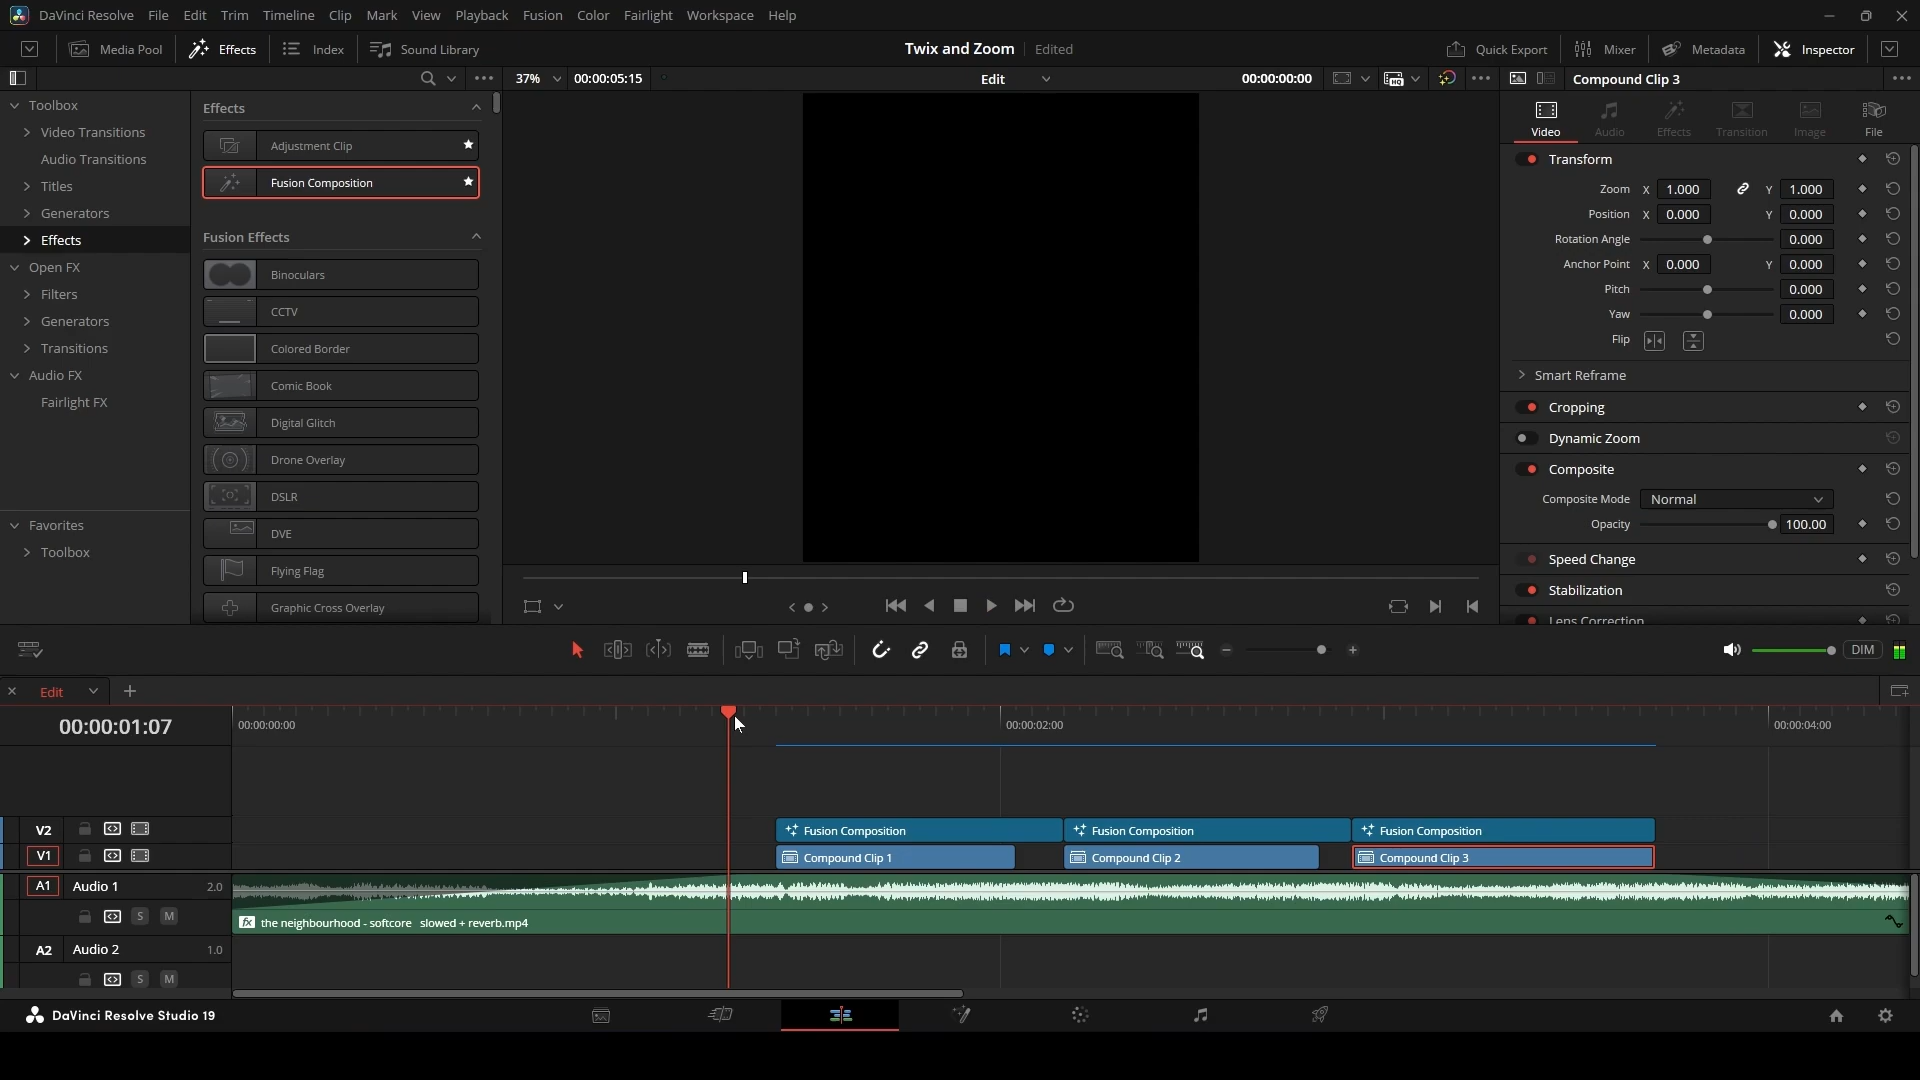 DaVinci Resolve File Edit Trim Timeline Clip Mark View Playback Fusion Color Fairlight Workspace Help
Media Pool Effects Index Sound Library Twix and Zoom Edited Quick Export Mixer Metadata Inspector
37% 00:00:05:15 Edit 00:00:00:00 Compound Clip 3
Toolbox
Video Transitions
Audio Transitions
Titles
Generators
Effects
Open FX
Filters
Generators
Transitions
Audio FX
Fairlight FX
Favorites
Toolbox
Effects
Adjustment Clip
Fusion Composition
Fusion Effects
Binoculars
CCTV
Colored Border
Comic Book
Digital Glitch
Drone Overlay
DSLR
DVE
Flying Flag
Graphic Cross Overlay
Video Audio Effects Transition Image File
Transform
Zoom X 1.000 Y 1.000
Position X 0.000 Y 0.000
Rotation Angle 0.000
Anchor Point X 0.000 Y 0.000
Pitch 0.000
Yaw 0.000
Flip
Smart Reframe
Cropping
Dynamic Zoom
Composite
Composite Mode Normal
Opacity 100.00
Speed Change
Stabilization
Lens Correction
DIM
Edit
00:00:01:07 00:00:00:00 00:00:02:00 00:00:04:00
V2 Fusion Composition Fusion Composition Fusion Composition
V1 Compound Clip 1 Compound Clip 2 Compound Clip 3
A1 Audio 1 2.0
S M fx the neighbourhood - softcore slowed + reverb.mp4
A2 Audio 2 1.0
S M
DaVinci Resolve Studio 19